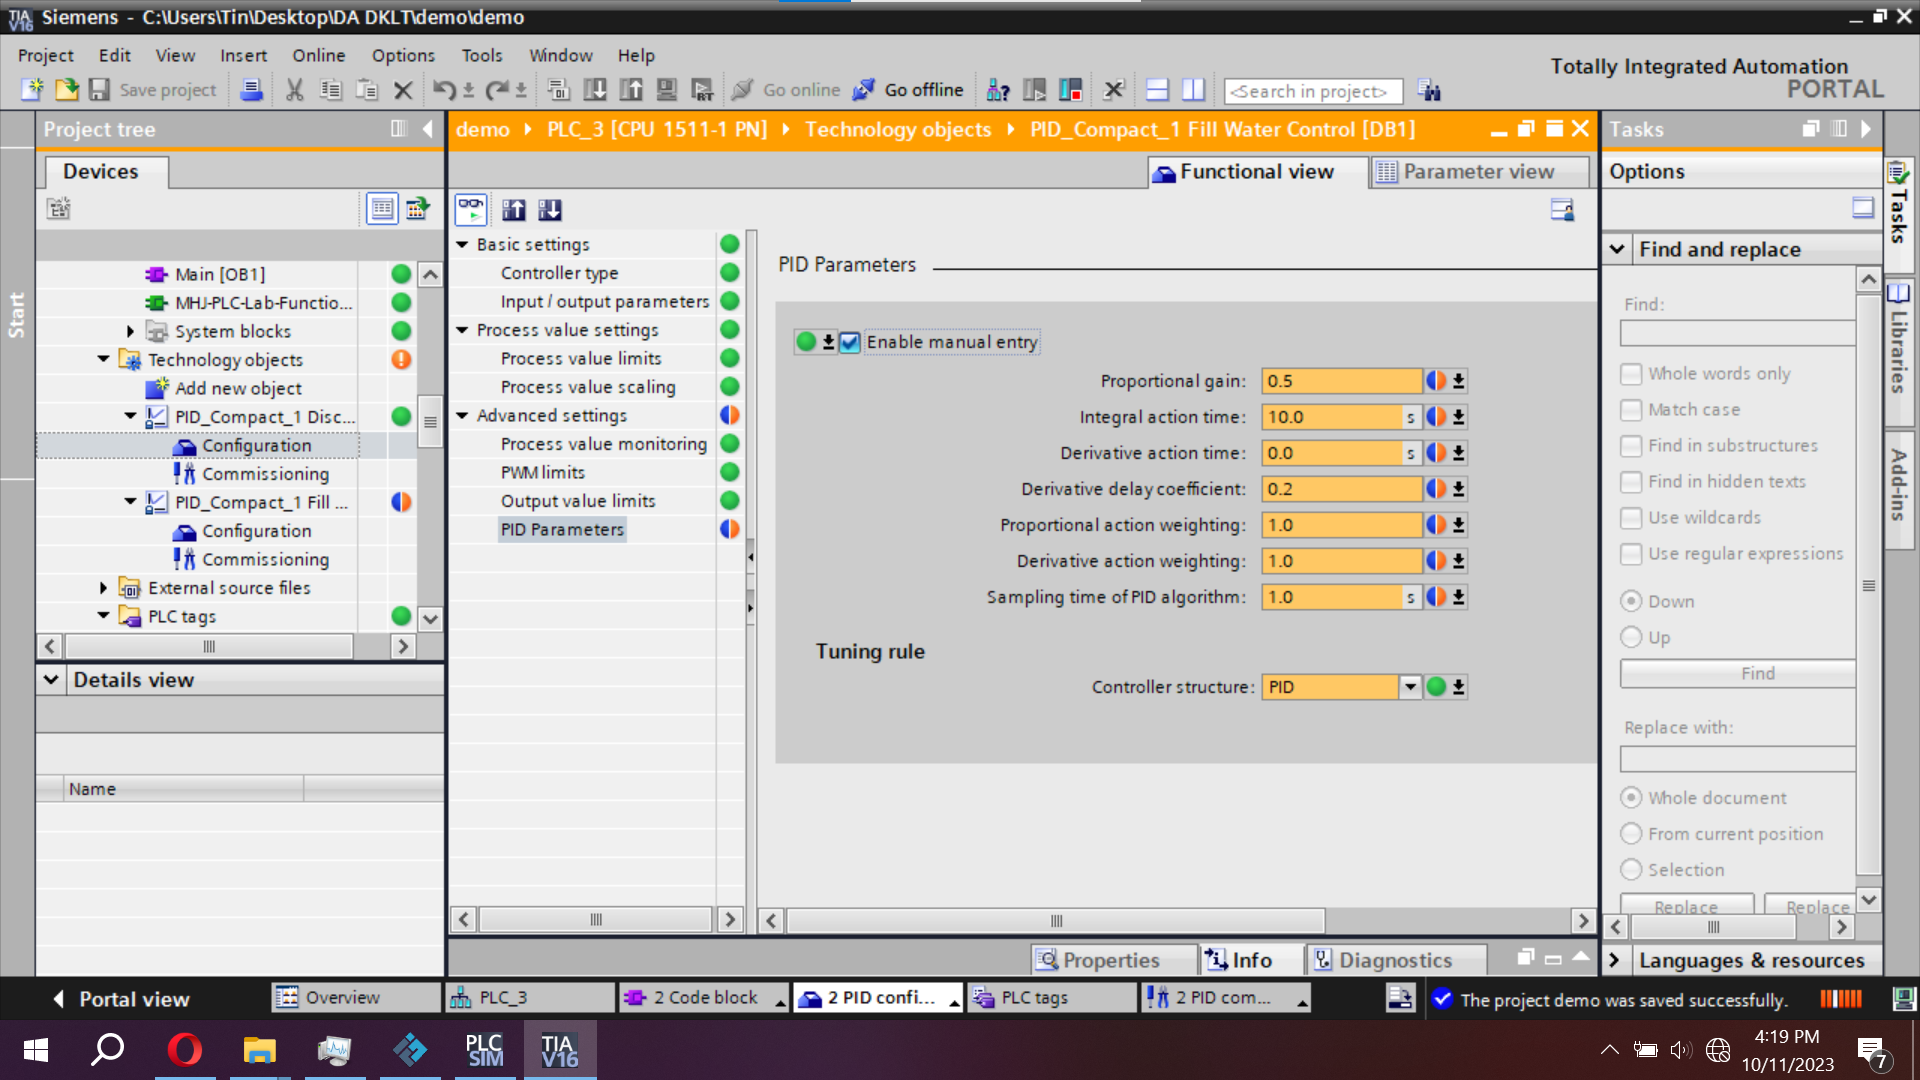 Siemens - C:\Users\Tin\Desktop\DA DKLT\demo\demo
Project Edit View Insert Online Options Tools Window Help
Totally Integrated Automation
PORTAL
Save project
Go online
Go offline
<Search in project>
Project tree
demo PLC_3 [CPU 1511-1 PN] Technology objects PID_Compact_1 Fill Water Control [DB1]
Tasks
Devices
Functional view
Parameter view
Options
Start
Main [OB1]
MHJ-PLC-Lab-Functio...
System blocks
Technology objects
Add new object
PID_Compact_1 Disc...
Configuration
Commissioning
PID_Compact_1 Fill ...
Configuration
Commissioning
External source files
PLC tags
Details view
Name
Basic settings
Controller type
Input / output parameters
Process value settings
Process value limits
Process value scaling
Advanced settings
Process value monitoring
PWM limits
Output value limits
PID Parameters
PID Parameters
Enable manual entry
Proportional gain: 0.5
Integral action time: 10.0 s
Derivative action time: 0.0 s
Derivative delay coefficient: 0.2
Proportional action weighting: 1.0
Derivative action weighting: 1.0
Sampling time of PID algorithm: 1.0 s
Tuning rule
Controller structure: PID
Find and replace
Find:
Whole words only
Match case
Find in substructures
Find in hidden texts
Use wildcards
Use regular expressions
Down
Up
Find
Replace with:
Whole document
From current position
Selection
Replace Replace
Languages & resources
Tasks
Libraries
Add-ins
Properties
Info
Diagnostics
Portal view
Overview
PLC_3
2 Code block
2 PID confi...
PLC tags
2 PID com...
The project demo was saved successfully.
PLC
SIM
TIA
V16
4:19 PM
10/11/2023
7